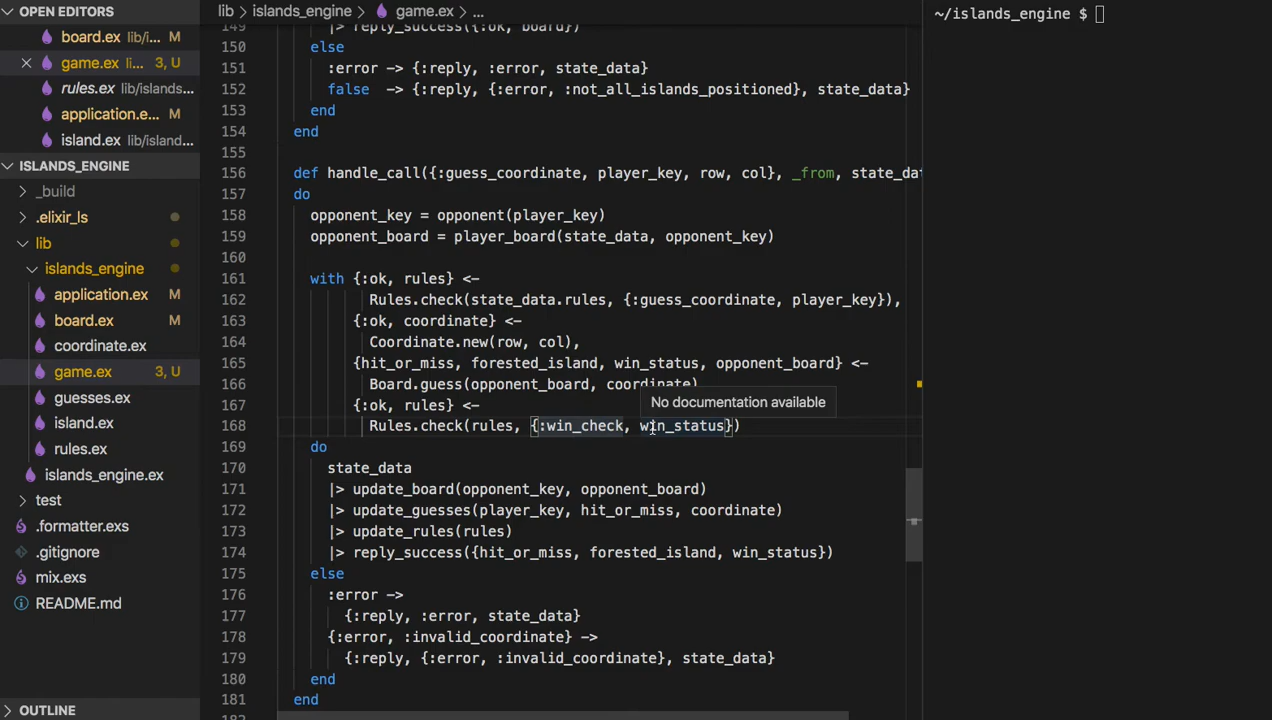 OPEN EDITORS
board.ex lib/i... M
game.ex li... 3, U
rules.ex lib/islands...
application.e... M
island.ex lib/island...
ISLANDS_ENGINE
_build
.elixir_ls
lib
islands_engine
application.ex M
board.ex M
coordinate.ex
game.ex 3, U
guesses.ex
island.ex
rules.ex
islands_engine.ex
test
.formatter.exs
.gitignore
mix.exs
README.md
OUTLINE
lib > islands_engine > game.ex > ...
149 |> reply_success({:ok, board})
150 else
151 :error -> {:reply, :error, state_data}
152 false -> {:reply, {:error, :not_all_islands_positioned}, state_data}
153 end
154 end
155
156 def handle_call({:guess_coordinate, player_key, row, col}, _from, state_dat
157 do
158 opponent_key = opponent(player_key)
159 opponent_board = player_board(state_data, opponent_key)
160
161 with {:ok, rules} <-
162 Rules.check(state_data.rules, {:guess_coordinate, player_key}),
163 {:ok, coordinate} <-
164 Coordinate.new(row, col),
165 {hit_or_miss, forested_island, win_status, opponent_board} <-
166 Board.guess(opponent_board, coordinate)
No documentation available
167 {:ok, rules} <-
168 Rules.check(rules, {:win_check, win_status})
169 do
170 state_data
171 |> update_board(opponent_key, opponent_board)
172 |> update_guesses(player_key, hit_or_miss, coordinate)
173 |> update_rules(rules)
174 |> reply_success({hit_or_miss, forested_island, win_status})
175 else
176 :error ->
177 {:reply, :error, state_data}
178 {:error, :invalid_coordinate} ->
179 {:reply, {:error, :invalid_coordinate}, state_data}
180 end
181 end
~/islands_engine $